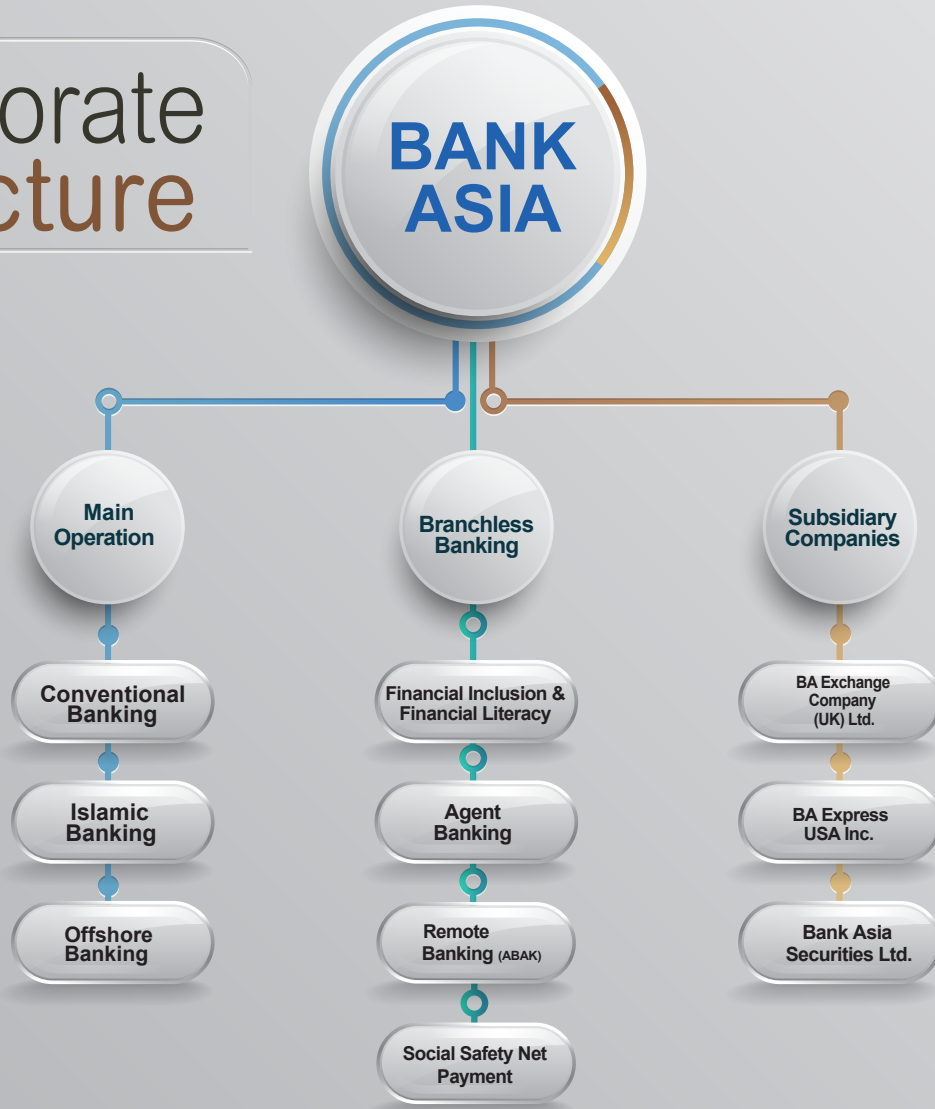 orate
cture
BANK
ASIA
Main
Operation
Branchless
Banking
Subsidiary
Companies
Conventional
Banking
Financial Inclusion &
Financial Literacy
BA Exchange
Company
(UK) Ltd.
Islamic
Banking
Agent
Banking
BA Express
USA Inc.
Offshore
Banking
Remote
Banking (ABAK)
Bank Asia
Securities Ltd.
Social Safety Net
Payment